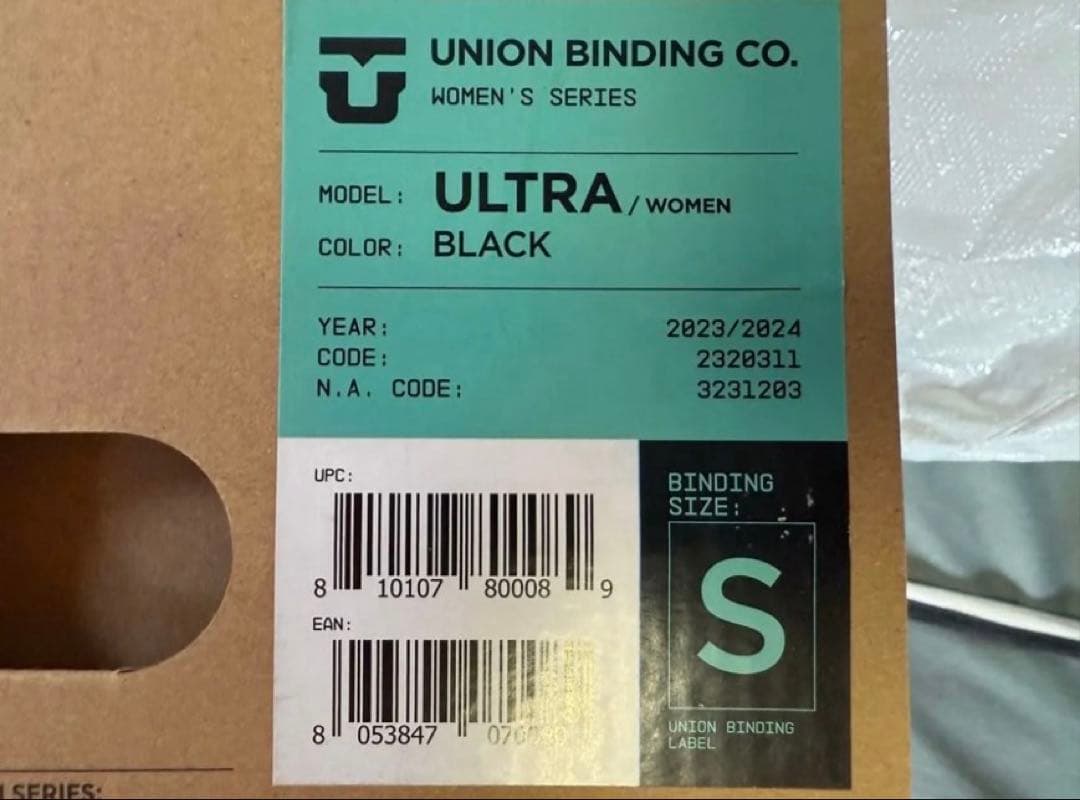 UNION BINDING CO.
WOMEN'S SERIES
MODEL: ULTRA / WOMEN
COLOR: BLACK
YEAR: 2023/2024
CODE: 2320311
N.A. CODE: 3231203
UPC:
8 10107 80008 9
EAN:
8 053847
BINDING
SIZE:
S
UNION BINDING
LABEL
SERIES: